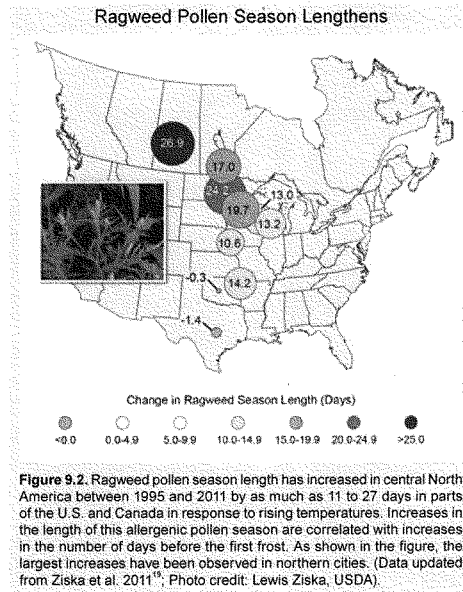 Ragweed Pollen Season Lengthens
26.9
17.0
13.0
19.7
13.2
10.6
-0.3
14.2
-1.4
Change in Ragweed Season Length (Days)
<0.0 0.0-4.9 5.0-9.9 10.0-14.9 15.0-19.9 20.0-24.9 >25.0
Figure 9.2. Ragweed pollen season length has increased in central North
America between 1995 and 2011 by as much as 11 to 27 days in parts
of the U.S. and Canada in response to rising temperatures. Increases in
the length of this allergenic pollen season are correlated with increases
in the number of days before the first frost. As shown in the figure, the
largest increases have been observed in northern cities. (Data updated
from Ziska et al. 2011; Photo credit: Lewis Ziska, USDA).